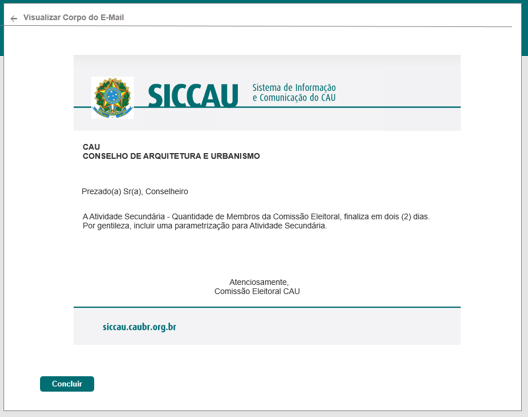 Visualizar Corpo do E-Mail
SICCAU
Sistema de Informação
e Comunicação do CAU
CAU
CONSELHO DE ARQUITETURA E URBANISMO
Prezado(a) Sr(a), Conselheiro
A Atividade Secundária - Quantidade de Membros da Comissão Eleitoral, finaliza em dois (2) dias.
Por gentileza, incluir uma parametrização para Atividade Secundária.
Atenciosamente,
Comissão Eleitoral CAU
siccau.caubr.org.br
Concluir